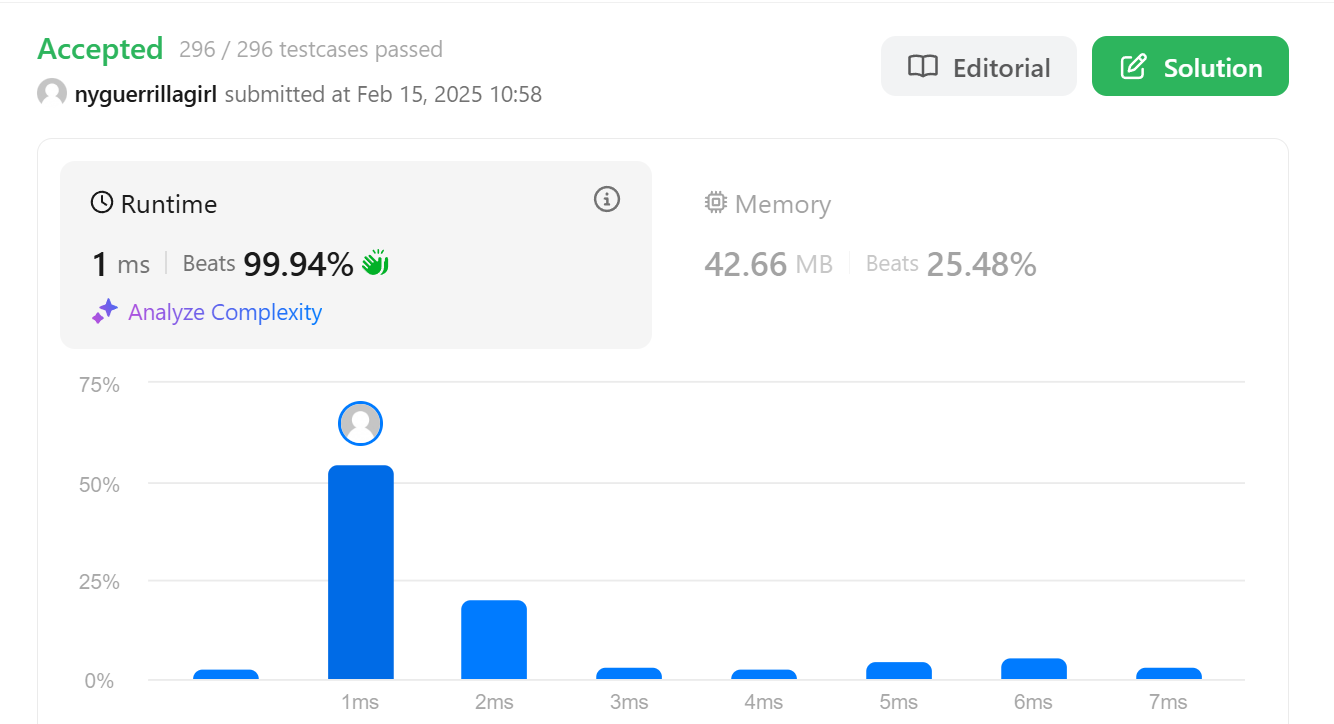 Accepted 296 / 296 testcases passed
nyguerrillagirl submitted at Feb 15, 2025 10:58
Editorial
Solution
Runtime
1 ms Beats 99.94%
Analyze Complexity
Memory
42.66 MB Beats 25.48%
75%
50%
25%
0%
1ms 2ms 3ms 4ms 5ms 6ms 7ms